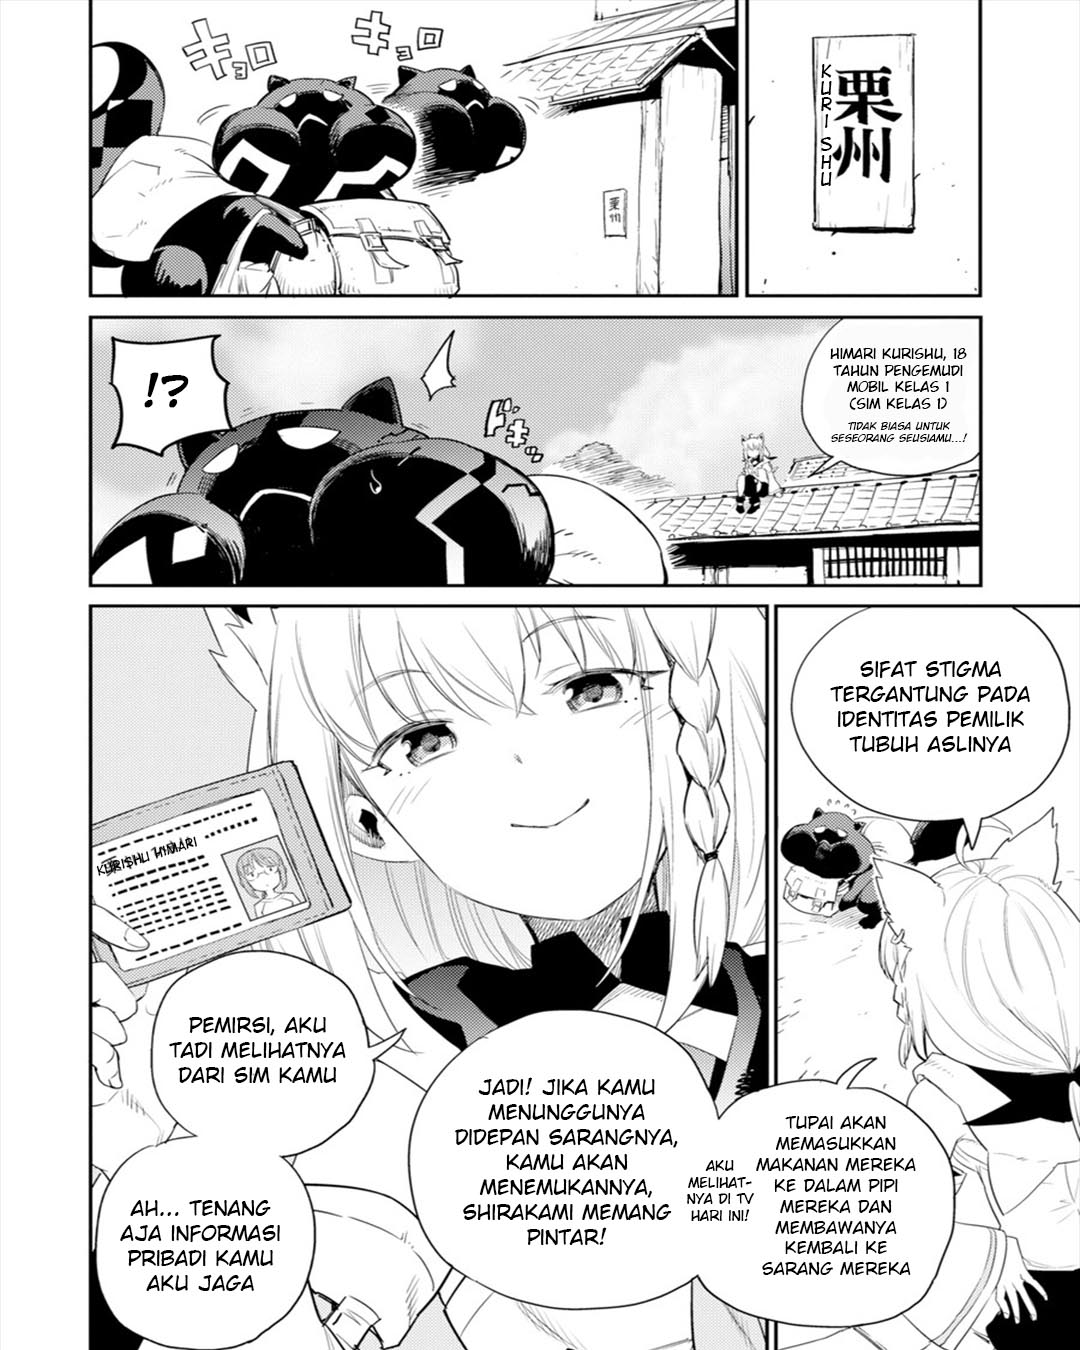 栗州
KURI SHU
キョロ
キョロ
栗州
HIMARI KURISHU, 18
TAHUN PENGEMUDI
MOBIL KELAS 1
(SIM KELAS 1)
TIDAK BIASA UNTUK
SESEORANG SEUSIAMU...!
!?
ドキッ
SIFAT STIGMA
TERGANTUNG PADA
IDENTITAS PEMILIK
TUBUH ASLINYA
TUPAI AKAN
MEMASUKKAN
MAKANAN MEREKA
KE DALAM PIPI
MEREKA DAN
MEMBAWANYA
KEMBALI KE
SARANG MEREKA
AKU
MELIHAT-
NYA DI TV
HARI INI!
JADI! JIKA KAMU
MENUNGGUNYA
DIDEPAN SARANGNYA,
KAMU AKAN
MENEMUKANNYA,
SHIRAKAMI MEMANG
PINTAR!
KURISHU HIMARI
PEMIRSI, AKU
TADI MELIHATNYA
DARI SIM KAMU
AH... TENANG
AJA INFORMASI
PRIBADI KAMU
AKU JAGA